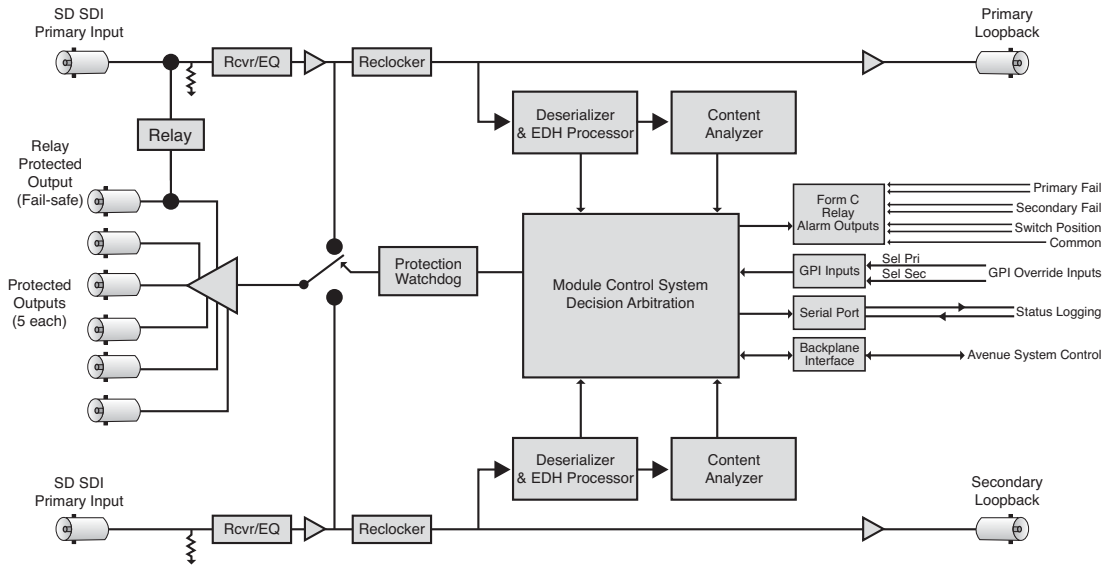 SD SDI
Primary Input
Rcvr/EQ
Reclocker
Primary
Loopback
Relay
Deserializer
& EDH Processor
Content
Analyzer
Relay
Protected
Output
(Fail-safe)
Protected
Outputs
(5 each)
Protection
Watchdog
Module Control System
Decision Arbitration
Form C
Relay
Alarm Outputs
Primary Fail
Secondary Fail
Switch Position
Common
GPI Inputs
Sel Pri
Sel Sec
GPI Override Inputs
Serial Port
Status Logging
Backplane
Interface
Avenue System Control
Deserializer
& EDH Processor
Content
Analyzer
SD SDI
Primary Input
Rcvr/EQ
Reclocker
Secondary
Loopback